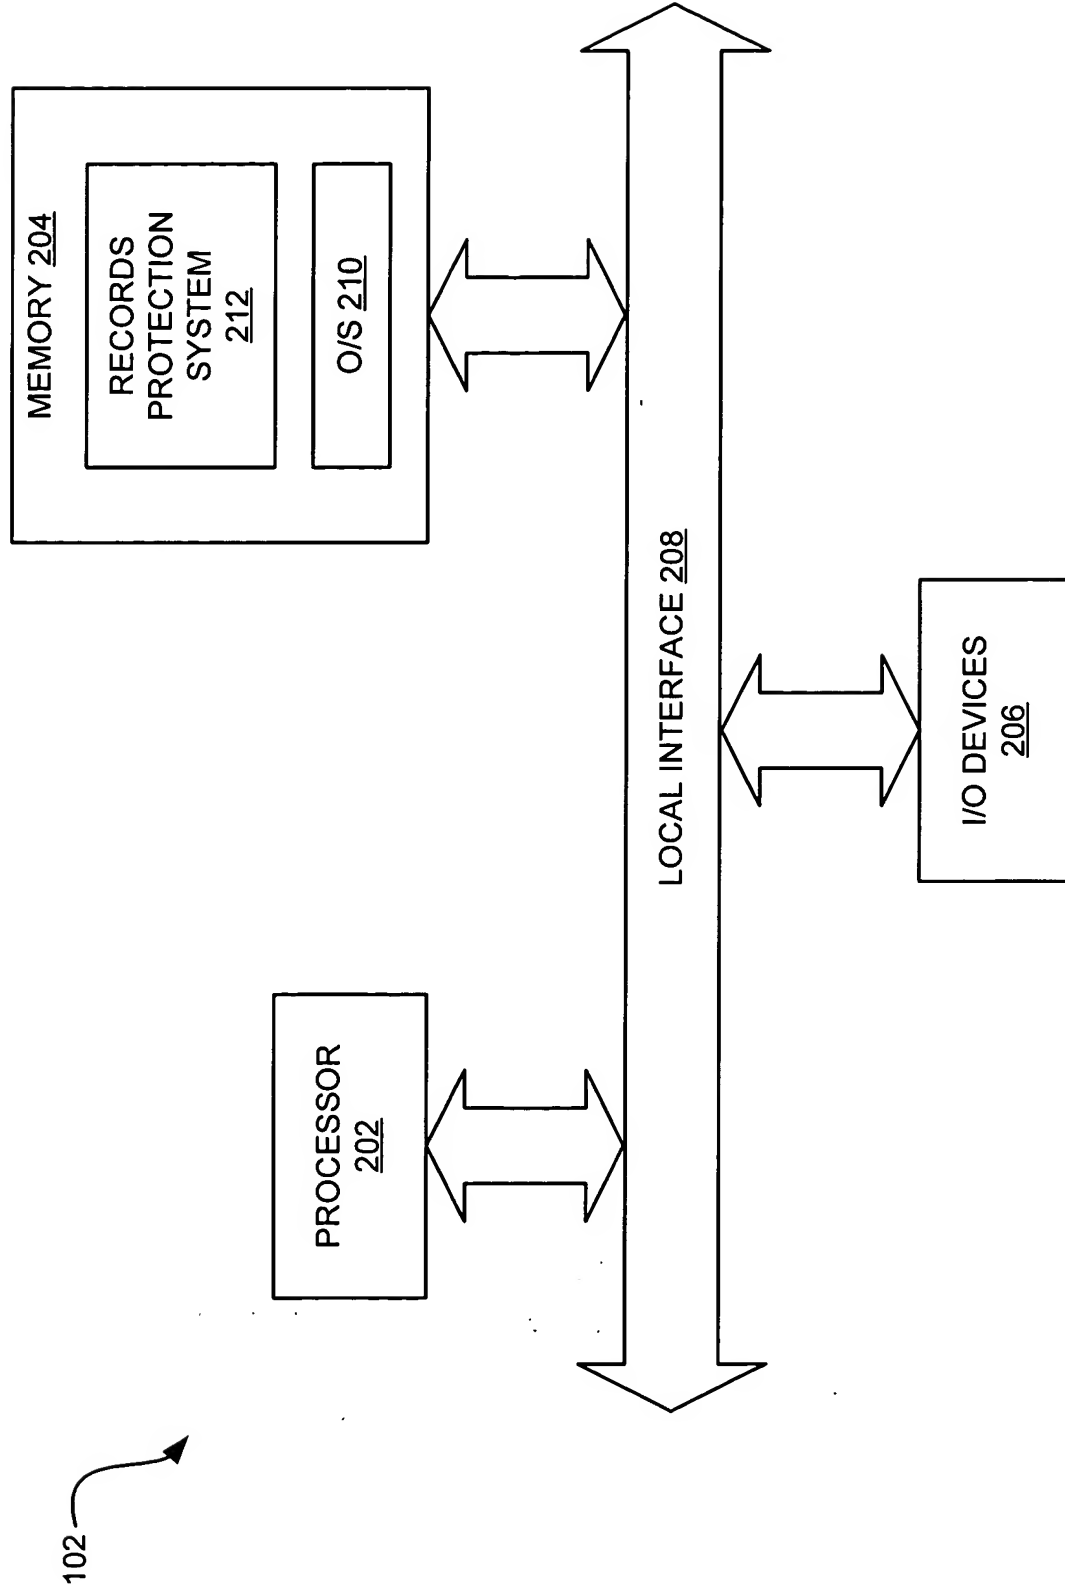 102
PROCESSOR
202
MEMORY 204
RECORDS
PROTECTION
SYSTEM
212
O/S 210
LOCAL INTERFACE 208
I/O DEVICES
206